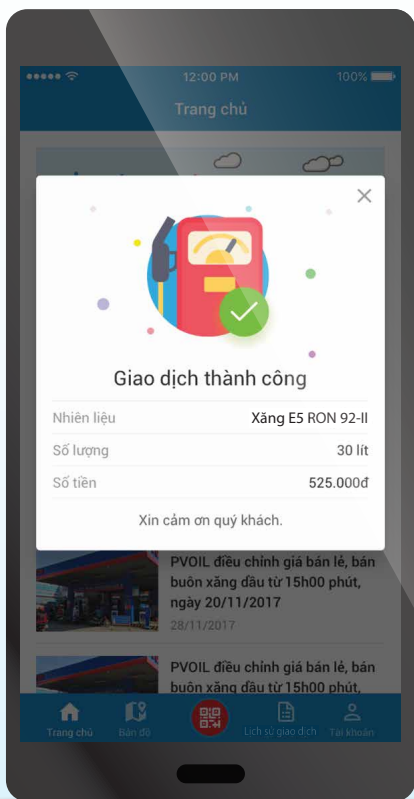 12:00 PM
100%
Trang chủ
Giao dịch thành công
Nhiên liệu
Xăng E5 RON 92-II
Số lượng
30 lít
Số tiền
525.000đ
Xin cảm ơn quý khách.
PVOIL điều chỉnh giá bán lẻ, bán
buôn xăng dầu từ 15h00 phút,
ngày 20/11/2017
28/11/2017
PVOIL điều chỉnh giá bán lẻ, bán
buôn xăng dầu từ 15h00 phút,
Trang chủ
Bản đồ
Lịch sử giao dịch
Tài khoản